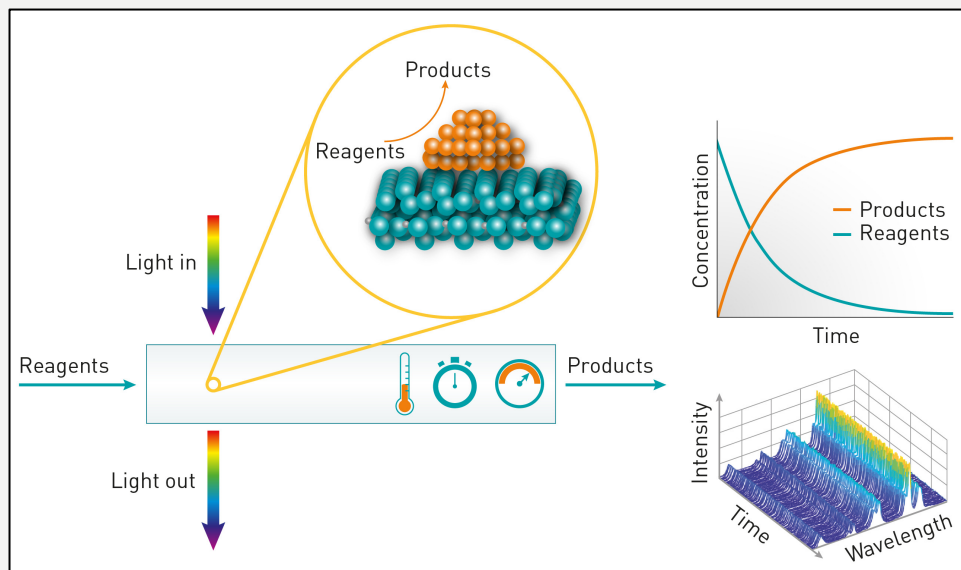 Products
Reagents
Light in
Reagents
Products
Light out
Concentration
Products
Reagents
Time
Intensity
Time
Wavelength